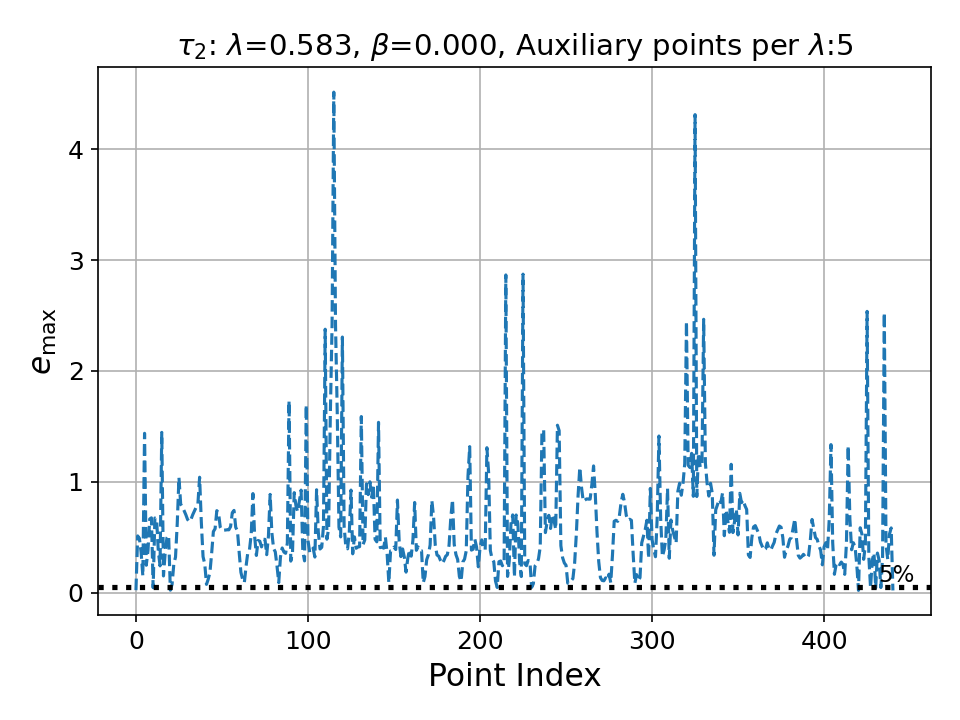 τ₂: λ=0.583, β=0.000, Auxiliary points per λ:5
4
3
2
1
0
e_max
5%
0 100 200 300 400
Point Index